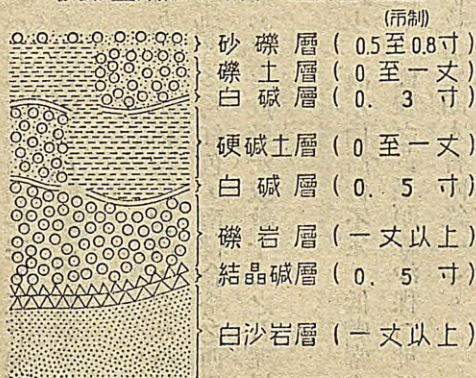 (市制)
砂礫層(0.5至0.8寸)
礫土層(0至一丈)
白碱層(0.3寸)
硬碱土層(0至一丈)
白碱層(0.5寸)
礫岩層(一丈以上)
結晶碱層(0.5寸)
白沙岩層(一丈以上)